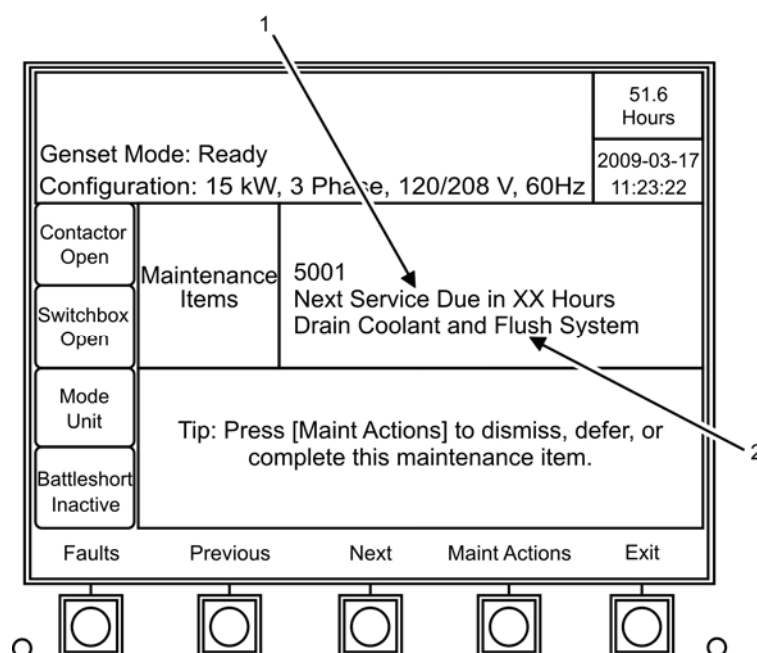 1
51.6
Hours
Genset Mode: Ready
Configuration: 15 kW, 3 Phase, 120/208 V, 60Hz
2009-03-17
11:23:22
Contactor
Open
Switchbox
Open
Mode
Unit
Battleshort
Inactive
Maintenance
Items
5001
Next Service Due in XX Hours
Drain Coolant and Flush System
Tip: Press [Maint Actions] to dismiss, defer, or
complete this maintenance item.
2
Faults Previous Next Maint Actions Exit